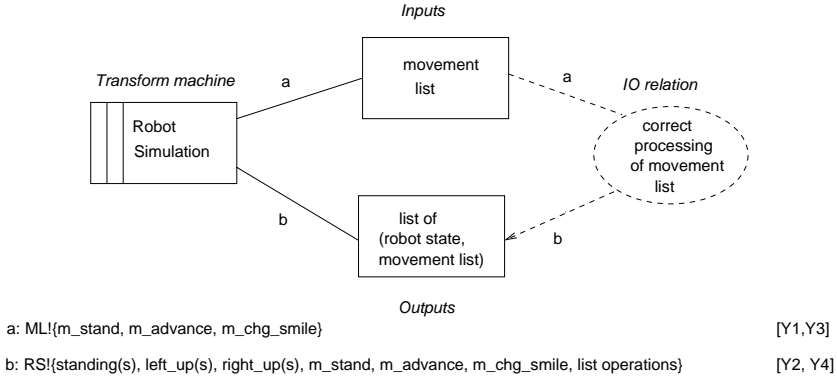 Inputs
Transform machine
a
movement
list
a
IO relation
Robot
Simulation
correct
processing
of movement
list
b
list of
(robot state,
movement list)
b
Outputs
a: ML!{m_stand, m_advance, m_chg_smile} [Y1,Y3]
b: RS!{standing(s), left_up(s), right_up(s), m_stand, m_advance, m_chg_smile, list operations} [Y2, Y4]